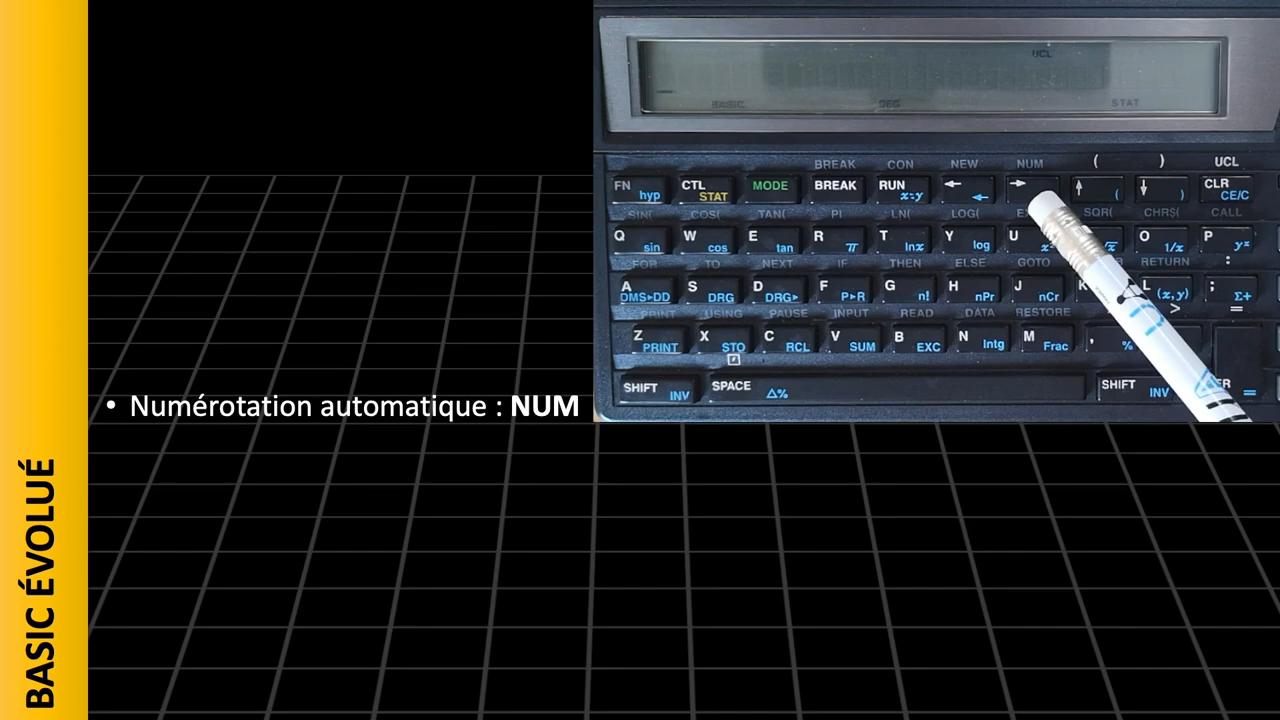 BASIC ÉVOLUÉ
• Numérotation automatique : NUM
UCL
BASIC DEG STAT
BREAK CON NEW NUM ( ) UCL
FN hyp CTL STAT MODE BREAK RUN x⇄y ← ← → ↑ ( ↓ ) CLR CE/C
SIN( COS( TAN( PI LN( LOG( SQR( CHR$( CALL
Q sin W cos E tan R π T lnx Y log U O 1/x P yˣ
FOR TO NEXT IF THEN ELSE GOTO RETURN :
A DMS▸DD S DRG D DRG▸ F P▸R G n! H nPr J nCr K L (x,y) ; Σ+
PRINT USING PAUSE INPUT READ DATA RESTORE > =
Z PRINT X STO C RCL V SUM B EXC N Intg M Frac , %
SHIFT INV SPACE Δ% SHIFT INV =